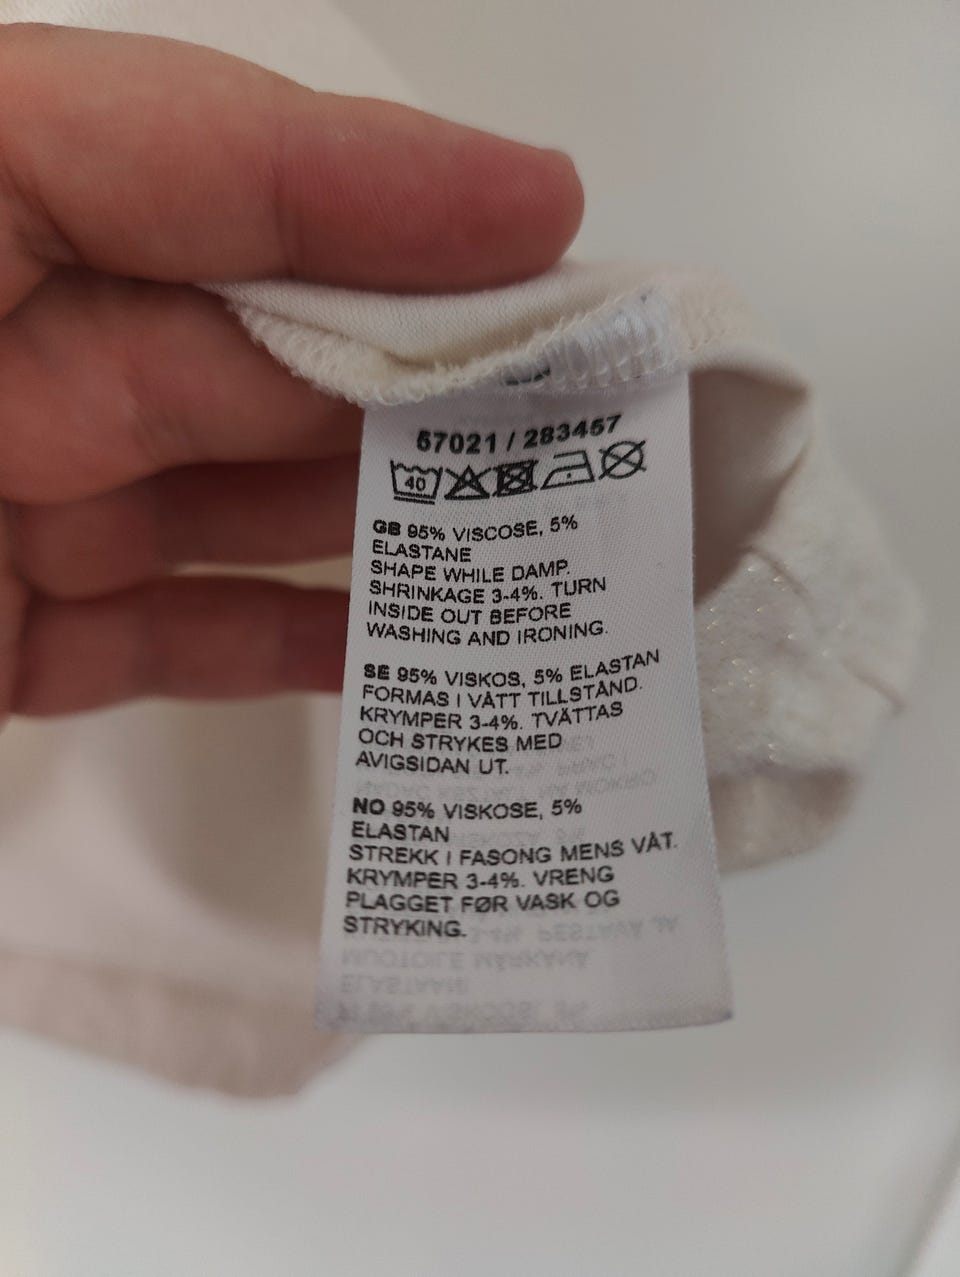 57021 / 283457
40
GB 95% VISCOSE, 5%
ELASTANE
SHAPE WHILE DAMP.
SHRINKAGE 3-4%. TURN
INSIDE OUT BEFORE
WASHING AND IRONING.
SE 95% VISKOS, 5% ELASTAN
FORMAS I VÅTT TILLSTÅND.
KRYMPER 3-4%. TVÄTTAS
OCH STRYKES MED
AVIGSIDAN UT.
NO 95% VISKOSE, 5%
ELASTAN
STREKK I FASONG MENS VÅT.
KRYMPER 3-4%. VRENG
PLAGGET FØR VASK OG
STRYKING.